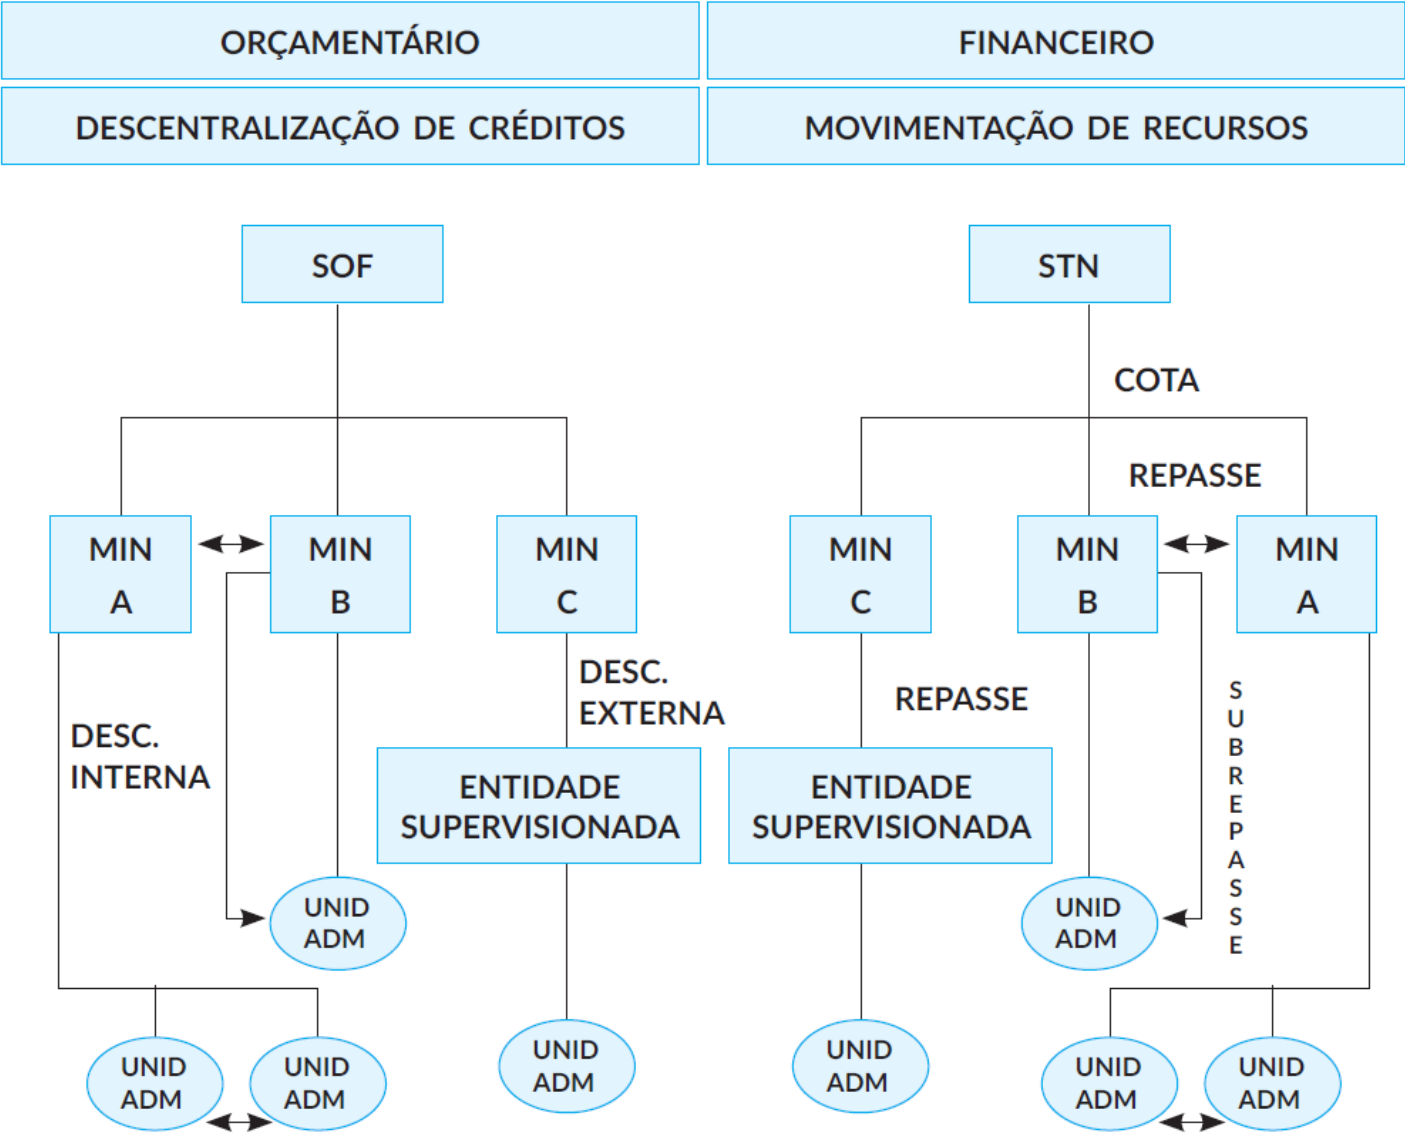 ORÇAMENTÁRIO
FINANCEIRO
DESCENTRALIZAÇÃO DE CRÉDITOS
MOVIMENTAÇÃO DE RECURSOS
SOF
STN
COTA
REPASSE
MIN
A
MIN
B
MIN
C
MIN
C
MIN
B
MIN
A
DESC.
EXTERNA
REPASSE
DESC.
INTERNA
SUBREPASSE
ENTIDADE
SUPERVISIONADA
ENTIDADE
SUPERVISIONADA
UNID
ADM
UNID
ADM
UNID
ADM
UNID
ADM
UNID
ADM
UNID
ADM
UNID
ADM
UNID
ADM